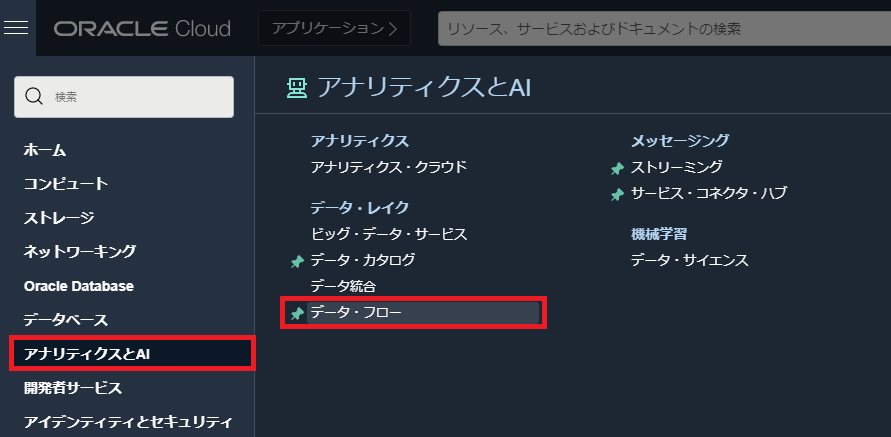 ORACLE Cloud
アプリケーション
リソース、サービスおよびドキュメントの検索
検索
ホーム
コンピュート
ストレージ
ネットワーキング
Oracle Database
データベース
アナリティクスとAI
開発者サービス
アイデンティティとセキュリティ
アナリティクスとAI
アナリティクス
アナリティクス・クラウド
データ・レイク
ビッグ・データ・サービス
データ・カタログ
データ統合
データ・フロー
メッセージング
ストリーミング
サービス・コネクタ・ハブ
機械学習
データ・サイエンス